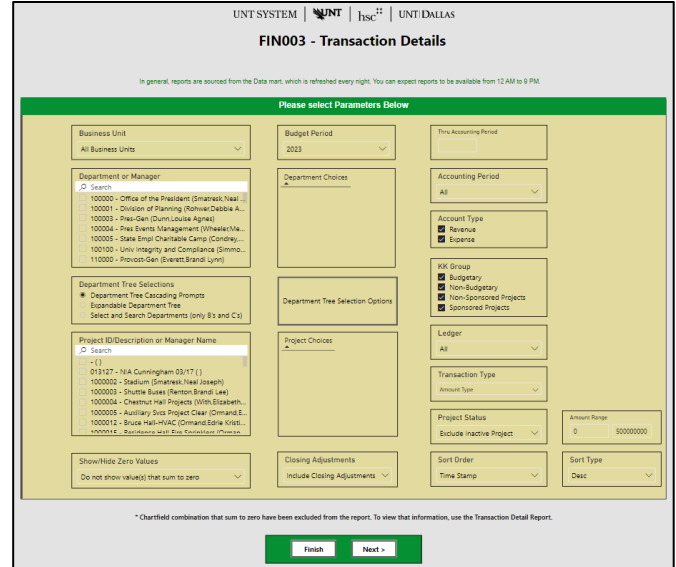 UNT SYSTEM | UNT | hsc | UNT DALLAS
FIN003 - Transaction Details
In general, reports are sourced from the Data mart, which is refreshed every night. You can expect reports to be available from 12 AM to 9 PM.
Please select Parameters Below
Business Unit
All Business Units
Budget Period
2023
Thru Accounting Period
Department or Manager
Search
100000 - Office of the President (Smatresk,Neal ...
100001 - Division of Planning (Rohwer,Debbie A...
100003 - Pres-Gen (Dunn,Louise Agnes)
100004 - Pres Events Management (Wheeler,Me...
100005 - State Empl Charitable Camp (Condrey,...
100100 - Univ Integrity and Compliance (Simmo...
110000 - Provost-Gen (Everett,Brandi Lynn)
Department Choices
Accounting Period
All
Account Type
Revenue
Expense
Department Tree Selections
Department Tree Cascading Prompts
Expandable Department Tree
Select and Search Departments (only B's and C's)
Department Tree Selection Options
KK Group
Budgetary
Non-Budgetary
Non-Sponsored Projects
Sponsored Projects
Project ID/Description or Manager Name
Search
- ( )
013127 - NIA Cunningham 03/17 ( )
1000002 - Stadium (Smatresk,Neal Joseph)
1000003 - Shuttle Buses (Renton,Brandi Lee)
1000004 - Chestnut Hall Projects (With,Elizabeth...
1000005 - Auxiliary Svcs Project Clear (Ormand,E...
1000012 - Bruce Hall-HVAC (Ormand,Edrie Kristi...
1000015 - Residence Hall Fire Sprinklers (Orman...
Project Choices
Ledger
All
Transaction Type
Amount Type
Project Status
Exclude Inactive Project
Amount Range
0
500000000
Show/Hide Zero Values
Do not show value(s) that sum to zero
Closing Adjustments
Include Closing Adjustments
Sort Order
Time Stamp
Sort Type
Desc
* Chartfield combination that sum to zero have been excluded from the report. To view that information, use the Transaction Detail Report.
Finish
Next >